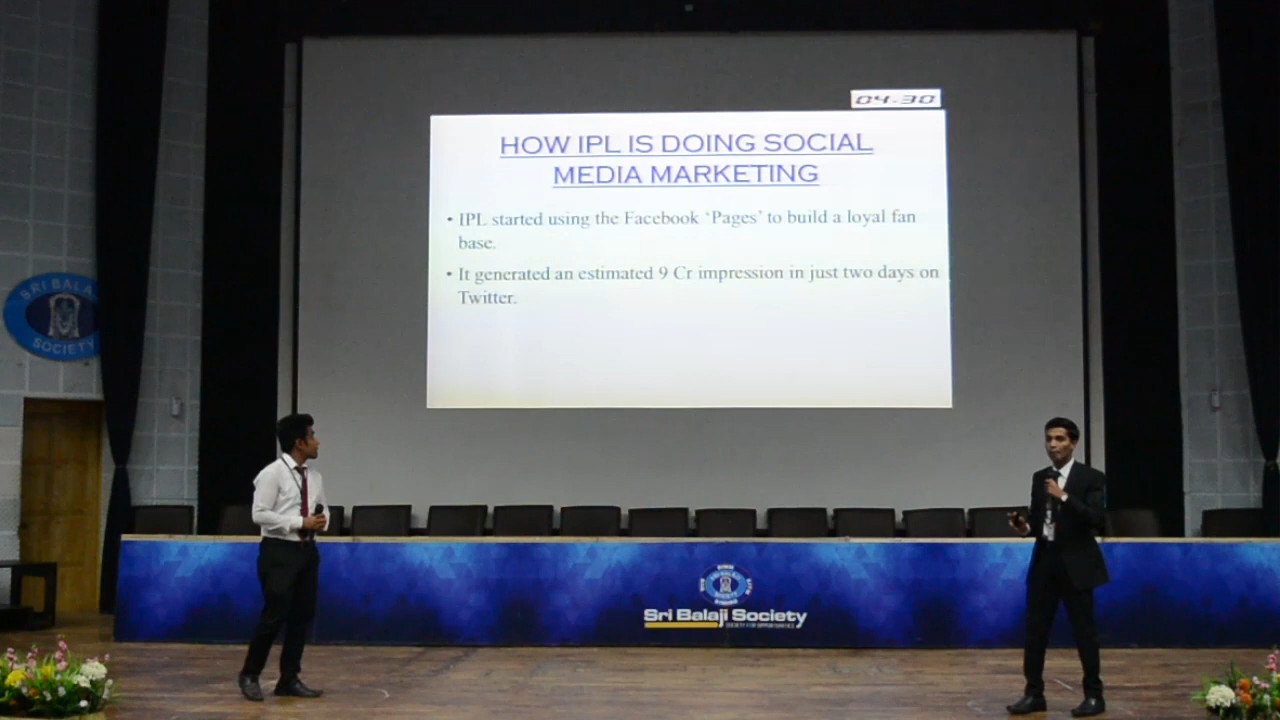 04-30
HOW IPL IS DOING SOCIAL
MEDIA MARKETING
• IPL started using the Facebook ‘Pages’ to build a loyal fan
base.
• It generated an estimated 9 Cr impression in just two days on
Twitter.
SRI BALAJ
SOCIETY
Sri Balaji Society